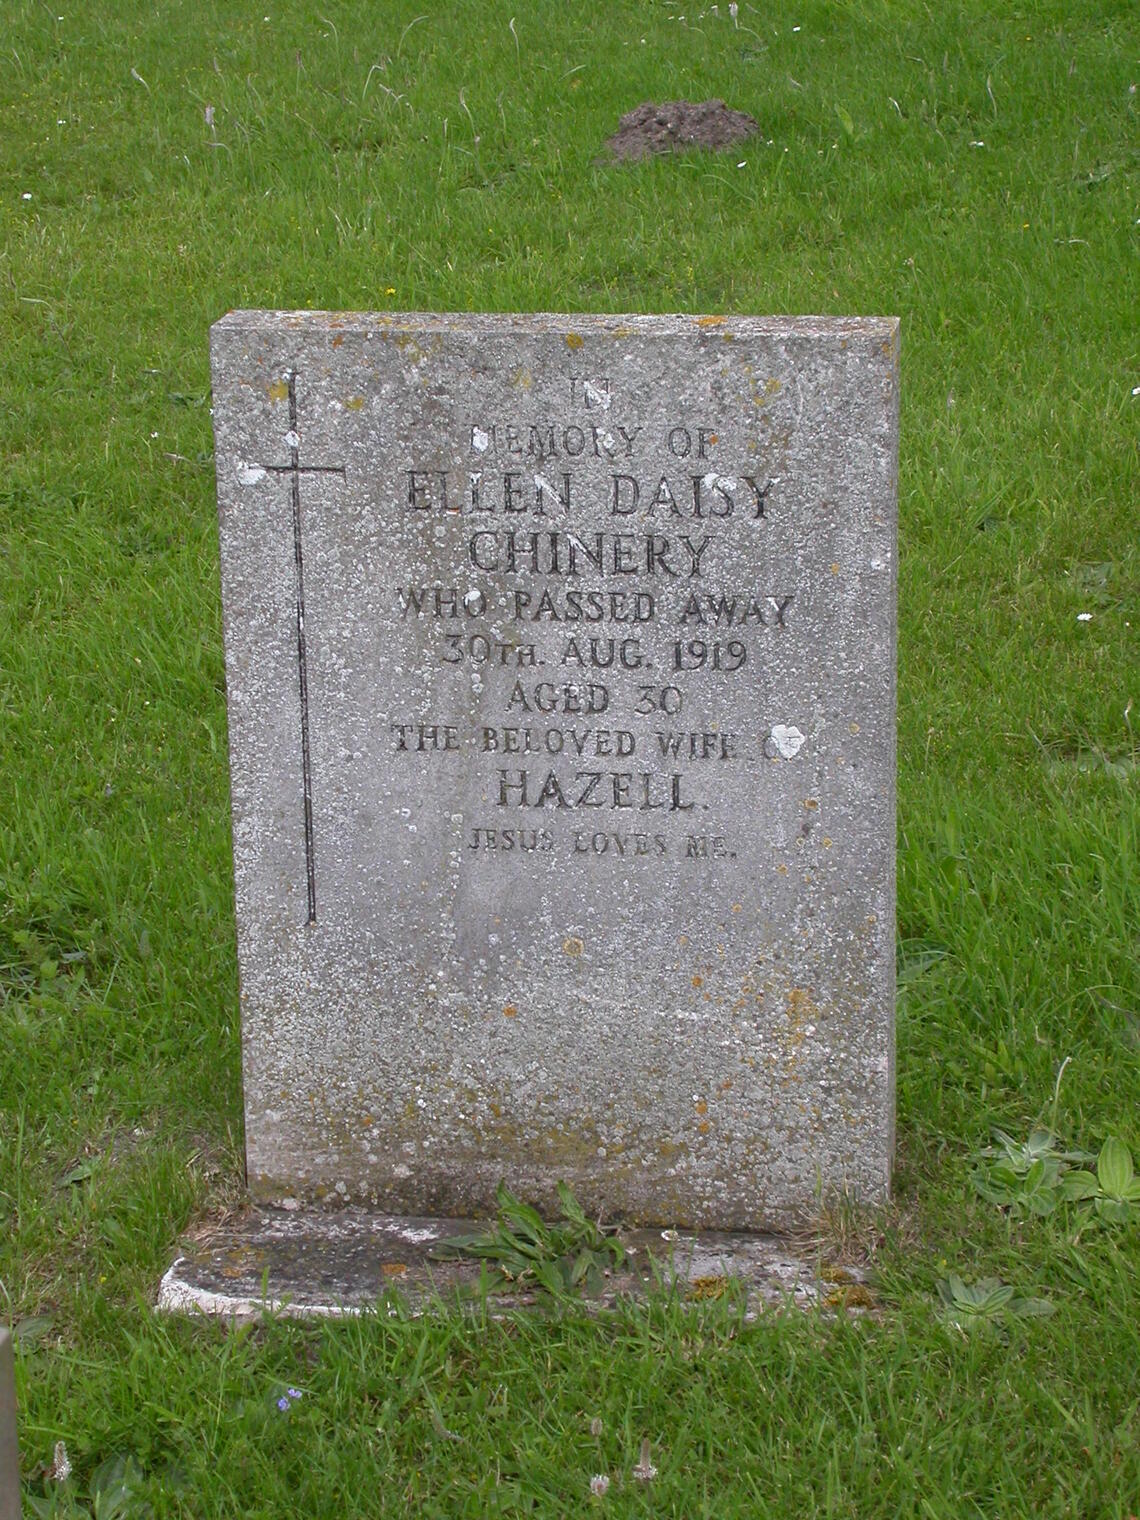 IN
MEMORY OF
ELLEN DAISY
CHINERY
WHO PASSED AWAY
30TH. AUG. 1919
AGED 30
THE BELOVED WIFE
HAZELL.
JESUS LOVES ME.